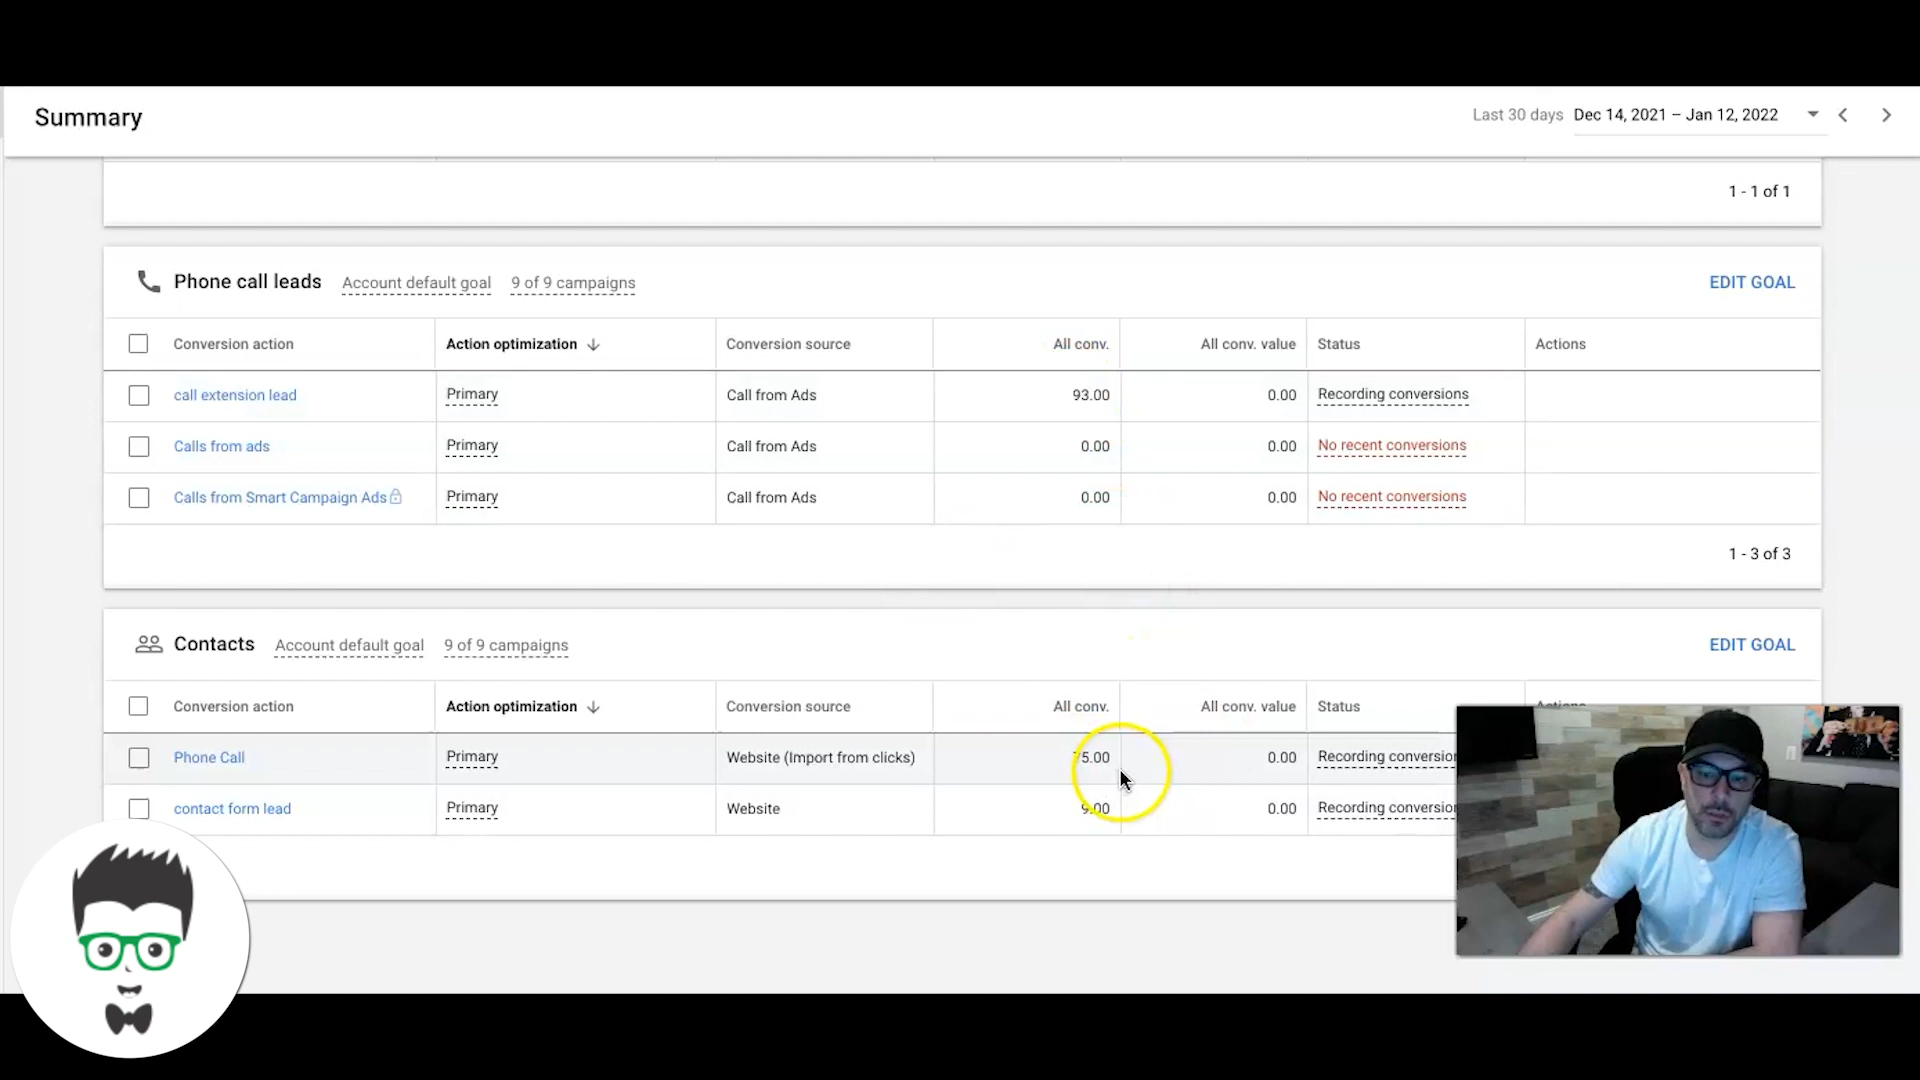 Summary
Last 30 days Dec 14, 2021 – Jan 12, 2022
1 - 1 of 1
Phone call leads Account default goal 9 of 9 campaigns EDIT GOAL
Conversion action Action optimization Conversion source All conv. All conv. value Status Actions
call extension lead Primary Call from Ads 93.00 0.00 Recording conversions
Calls from ads Primary Call from Ads 0.00 0.00 No recent conversions
Calls from Smart Campaign Ads Primary Call from Ads 0.00 0.00 No recent conversions
1 - 3 of 3
Contacts Account default goal 9 of 9 campaigns EDIT GOAL
Conversion action Action optimization Conversion source All conv. All conv. value Status
Phone Call Primary Website (Import from clicks) 75.00 0.00 Recording
contact form lead Primary Website 9.00 0.00 Recording